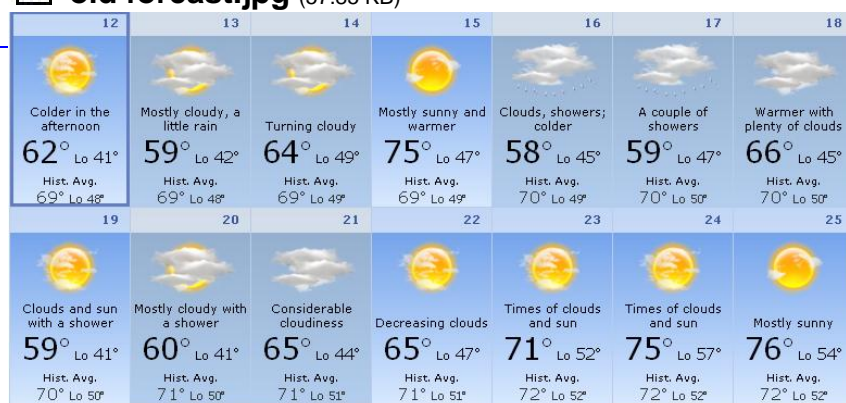 (37.85 KB)
12 13 14 15 16 17 18
Colder in the Mostly cloudy, a Turning cloudy Mostly sunny and Clouds, showers; A couple of Warmer with
afternoon little rain warmer colder showers plenty of clouds
62° Lo 41° 59° Lo 42° 64° Lo 49° 75° Lo 47° 58° Lo 45° 59° Lo 47° 66° Lo 45°
Hist. Avg. Hist. Avg. Hist. Avg. Hist. Avg. Hist. Avg. Hist. Avg. Hist. Avg.
69° Lo 48° 69° Lo 48° 69° Lo 49° 69° Lo 49° 70° Lo 49° 70° Lo 50° 70° Lo 50°
19 20 21 22 23 24 25
Clouds and sun Mostly cloudy with Considerable Decreasing clouds Times of clouds Times of clouds Mostly sunny
with a shower a shower cloudiness and sun and sun
59° Lo 41° 60° Lo 41° 65° Lo 44° 65° Lo 47° 71° Lo 52° 75° Lo 57° 76° Lo 54°
Hist. Avg. Hist. Avg. Hist. Avg. Hist. Avg. Hist. Avg. Hist. Avg. Hist. Avg.
70° Lo 50° 71° Lo 50° 71° Lo 51° 71° Lo 51° 72° Lo 52° 72° Lo 52° 72° Lo 52°